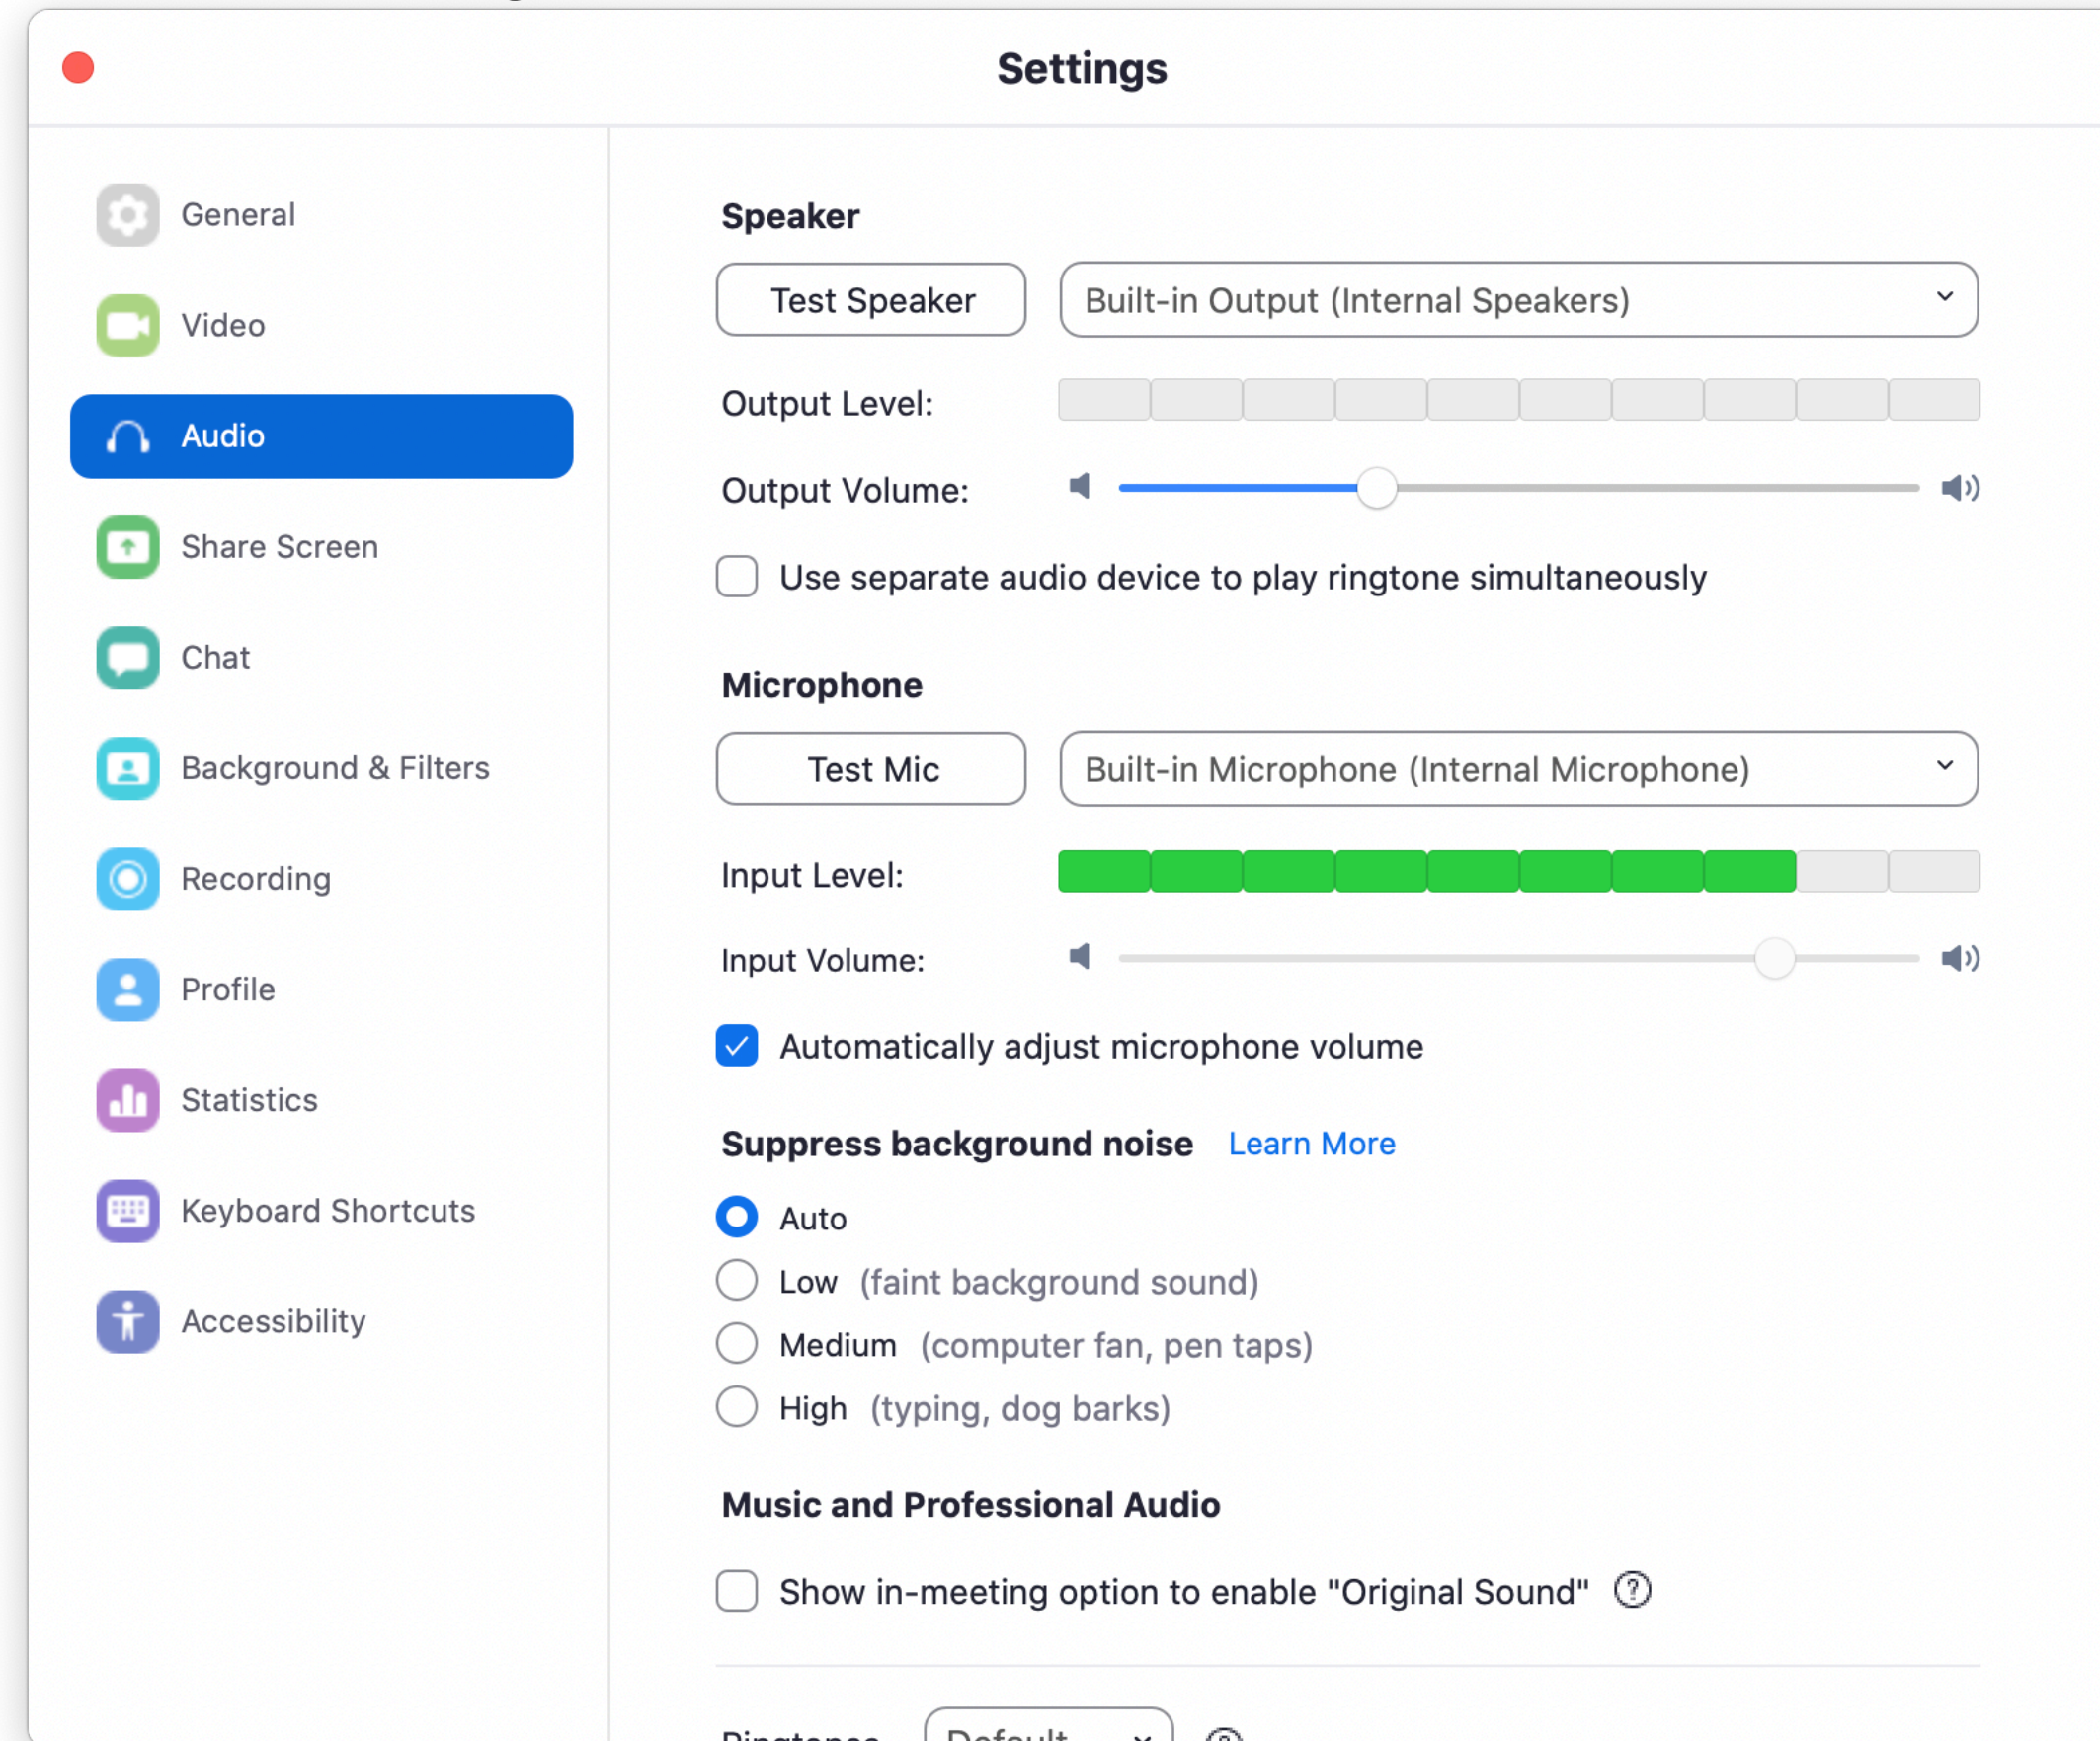 Settings
General
Video
Audio
Share Screen
Chat
Background & Filters
Recording
Profile
Statistics
Keyboard Shortcuts
Accessibility
Speaker
Test Speaker
Built-in Output (Internal Speakers)
Output Level:
Output Volume:
Use separate audio device to play ringtone simultaneously
Microphone
Test Mic
Built-in Microphone (Internal Microphone)
Input Level:
Input Volume:
Automatically adjust microphone volume
Suppress background noise Learn More
Auto
Low (faint background sound)
Medium (computer fan, pen taps)
High (typing, dog barks)
Music and Professional Audio
Show in-meeting option to enable "Original Sound" ?
Ringtones Default